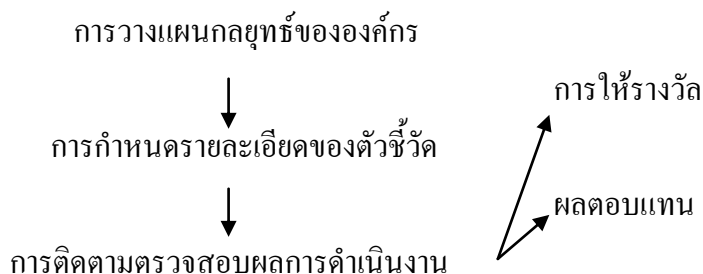 การวางแผนกลยุทธ์ขององค์กร
การให้รางวัล
การกำหนดรายละเอียดของตัวชี้วัด
ผลตอบแทน
การติดตามตรวจสอบผลการดำเนินงาน